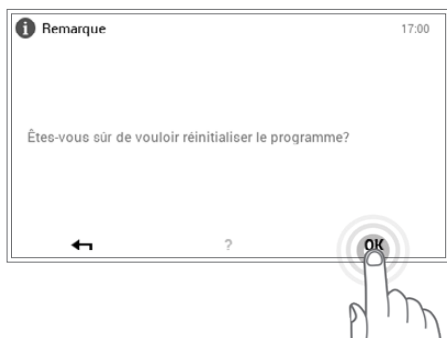 i Remarque 17:00
Êtes-vous sûr de vouloir réinitialiser le programme?
? OK